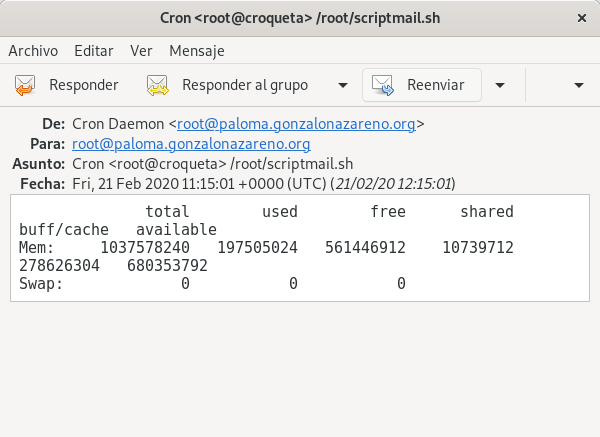 Cron <root@croqueta> /root/scriptmail.sh
Archivo Editar Ver Mensaje
Responder Responder al grupo Reenviar
De: Cron Daemon <root@paloma.gonzalonazareno.org>
Para: root@paloma.gonzalonazareno.org
Asunto: Cron <root@croqueta> /root/scriptmail.sh
Fecha: Fri, 21 Feb 2020 11:15:01 +0000 (UTC) (21/02/20 12:15:01)
total used free shared
buff/cache available
Mem: 1037578240 197505024 561446912 10739712
278626304 680353792
Swap: 0 0 0